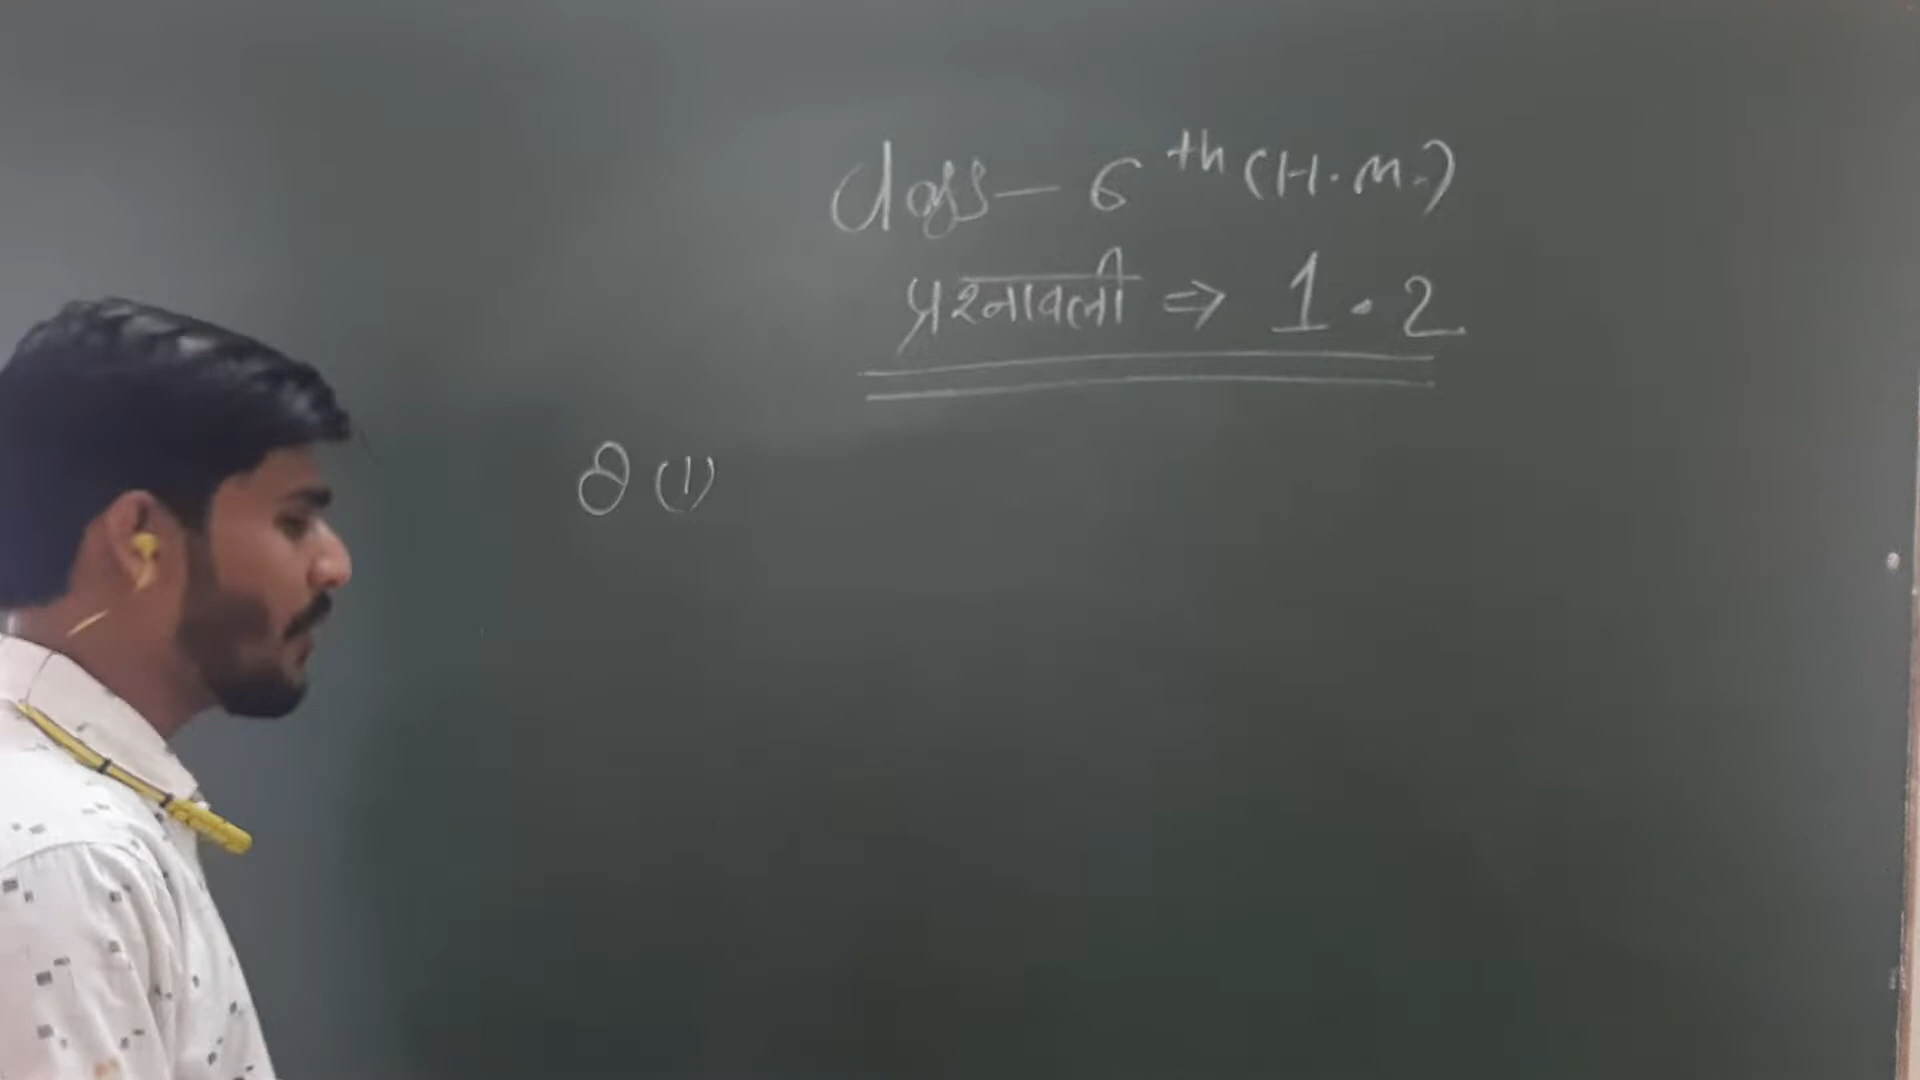 Class - 6th (H.M.)
प्रश्नावली ⇒ 1.2
Q (1)